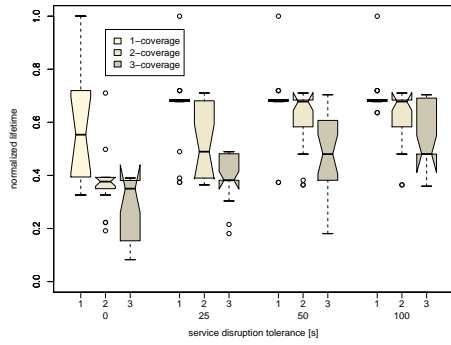 1−coverage
2−coverage
3−coverage
normalized lifetime
1.0
0.8
0.6
0.4
0.2
0.0
1 2 3 1 2 3 1 2 3 1 2 3
0 25 50 100
service disruption tolerance [s]